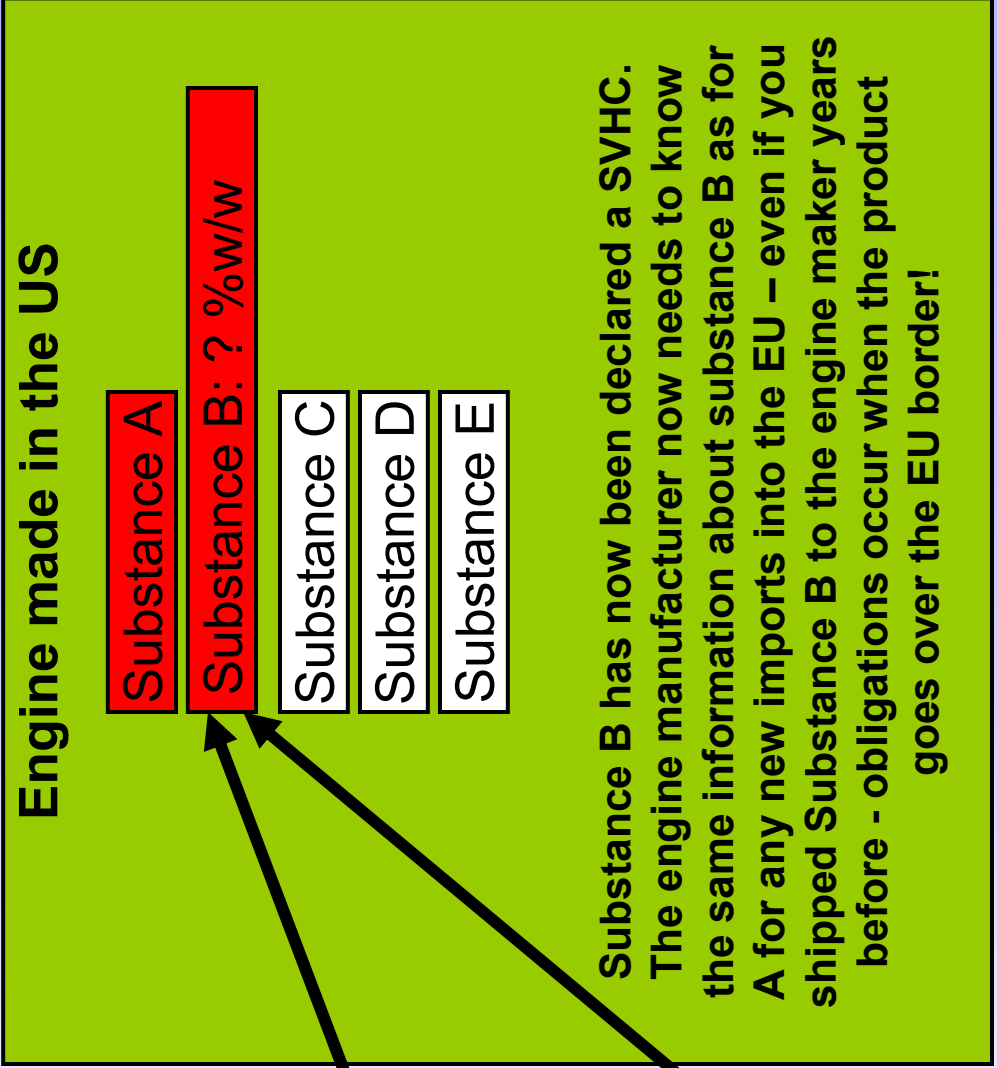 Engine made in the US
Substance A
Substance B: ? %w/w
Substance C
Substance D
Substance E
Substance B has now been declared a SVHC.
The engine manufacturer now needs to know
the same information about substance B as for
A for any new imports into the EU – even if you
shipped Substance B to the engine maker years
before - obligations occur when the product
goes over the EU border!